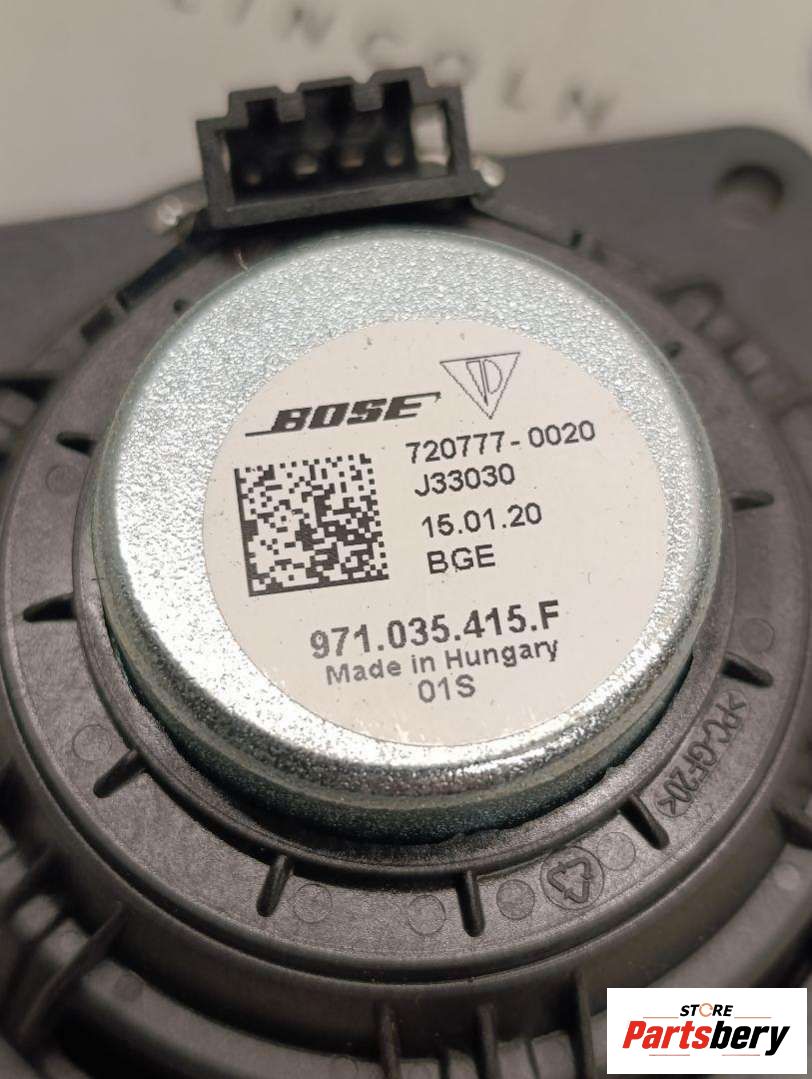 LINCOLN
BOSE
720777-0020
J33030
15.01.20
BGE
971.035.415.F
Made in Hungary
01S
>PC-GF20<
STORE
Partsbery